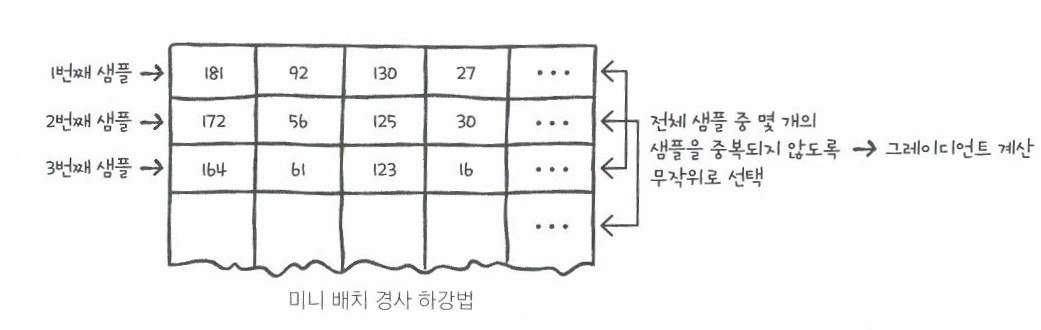 1번째 샘플 → 181 92 130 27 ...
2번째 샘플 → 172 56 125 30 ...
3번째 샘플 → 164 61 123 16 ...
...
전체 샘플 중 몇 개의
샘플을 중복되지 않도록 → 그레이디언트 계산
무작위로 선택
미니 배치 경사 하강법